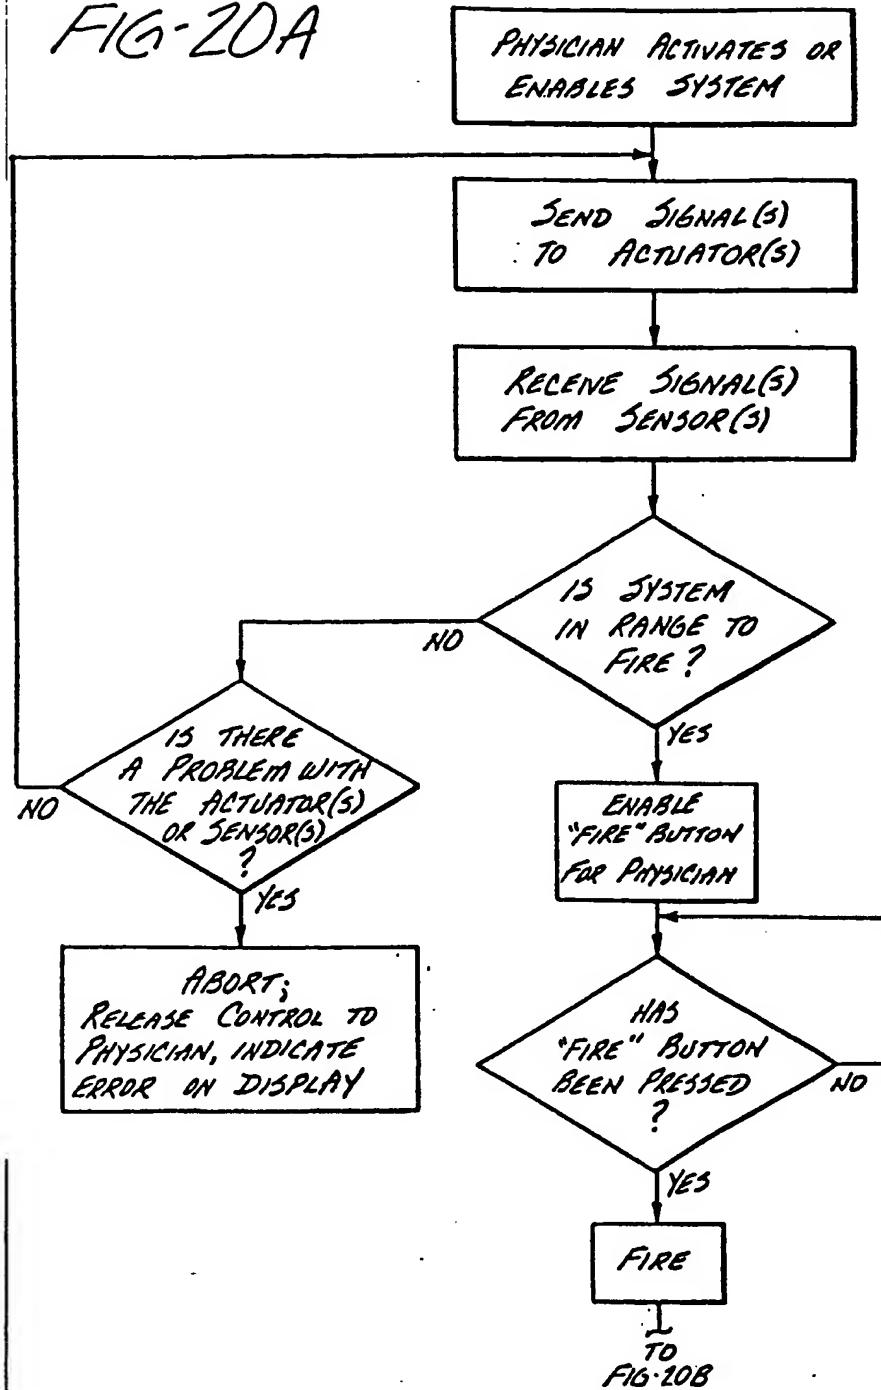 FIG-20A
PHYSICIAN ACTIVATES OR
ENABLES SYSTEM
SEND SIGNAL(S)
TO ACTUATOR(S)
RECEIVE SIGNAL(S)
FROM SENSOR(S)
IS SYSTEM
IN RANGE TO
FIRE ?
NO
YES
IS THERE
A PROBLEM WITH
THE ACTUATOR(S)
OR SENSOR(S)
?
NO
YES
ABORT;
RELEASE CONTROL TO
PHYSICIAN, INDICATE
ERROR ON DISPLAY
ENABLE
"FIRE" BUTTON
FOR PHYSICIAN
HAS
"FIRE" BUTTON
BEEN PRESSED
?
NO
YES
FIRE
TO
FIG-20B